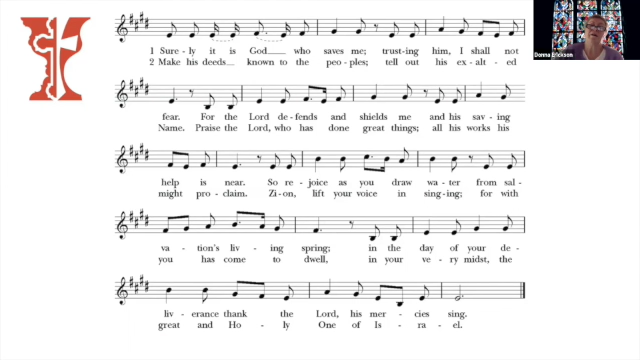 1 Sure-ly it is God who saves me; trust-ing him, I shall not
2 Make his deeds known to the peo-ples; tell out his ex-alt-ed
Donna Erickson
fear. For the Lord de-fends and shields me and his sav-ing
Name. Praise the Lord, who has done great things; all his works his
help is near. So re-joice as you draw wa-ter from sal-
might pro-claim. Zi-on, lift your voice in sing-ing; for with
va-tion's liv-ing spring; in the day of your de-
you has come to dwell, in your ve-ry midst, the
liv-erance thank the Lord, his mer-cies sing.
great and Ho-ly One of Is-ra-el.